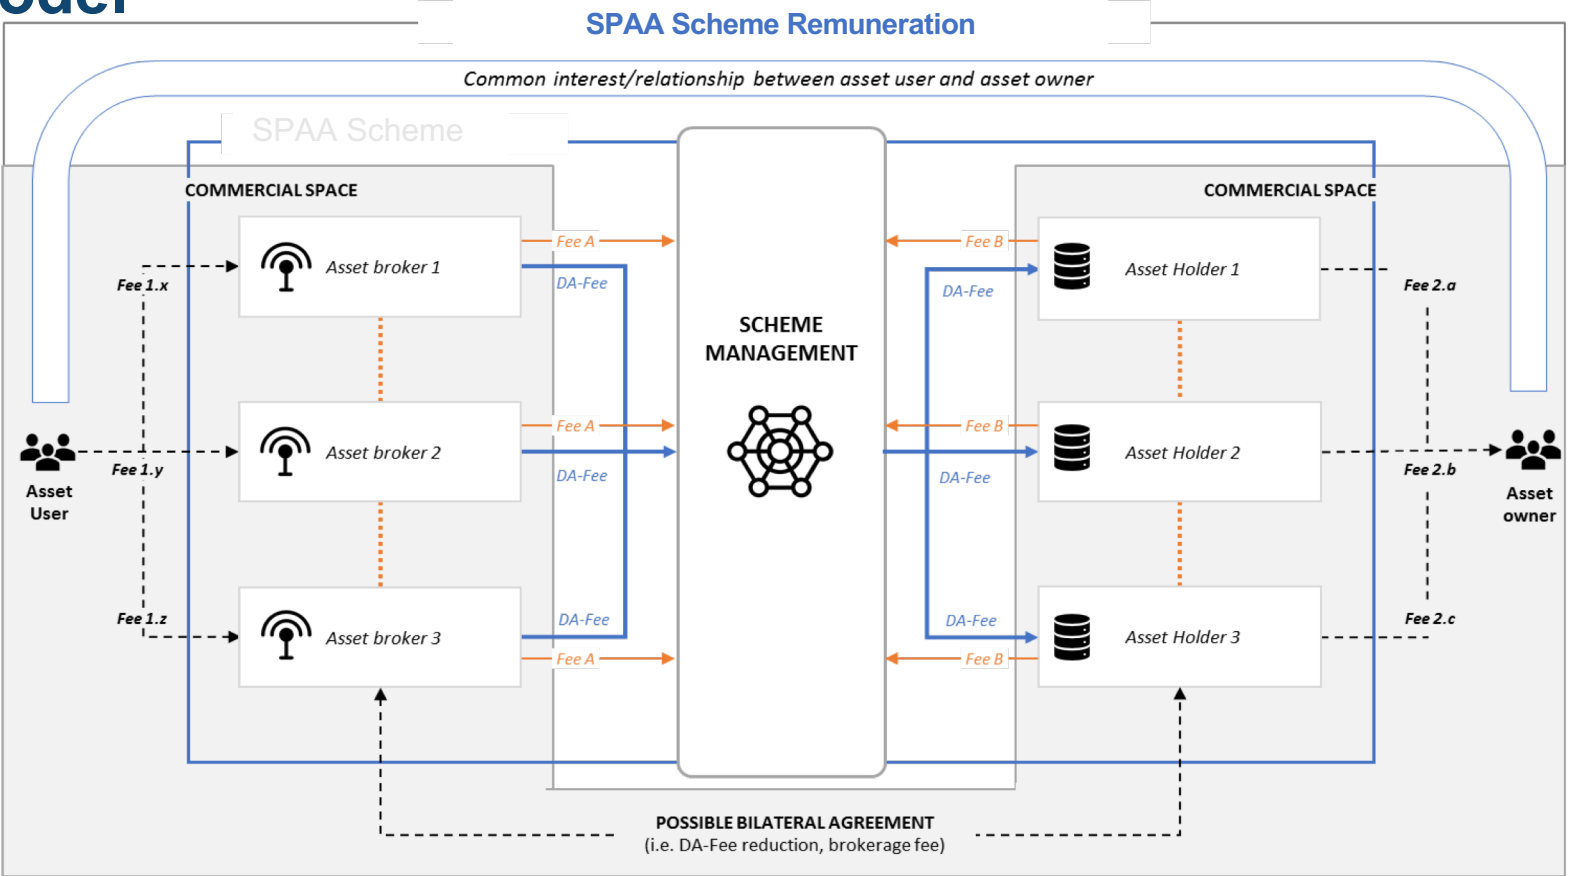 SPAA Scheme Remuneration
Common interest/relationship between asset user and asset owner
SPAA Scheme
COMMERCIAL SPACE
COMMERCIAL SPACE
Fee A
Fee B
Asset broker 1
Asset Holder 1
Fee 1.x
DA-Fee
DA-Fee
Fee 2.a
SCHEME
MANAGEMENT
Fee A
Fee B
Asset broker 2
Asset Holder 2
Fee 1.y
DA-Fee
DA-Fee
Fee 2.b
Asset
User
Asset
owner
Fee 1.z
DA-Fee
DA-Fee
Fee 2.c
Asset broker 3
Asset Holder 3
Fee A
Fee B
POSSIBLE BILATERAL AGREEMENT
(i.e. DA-Fee reduction, brokerage fee)